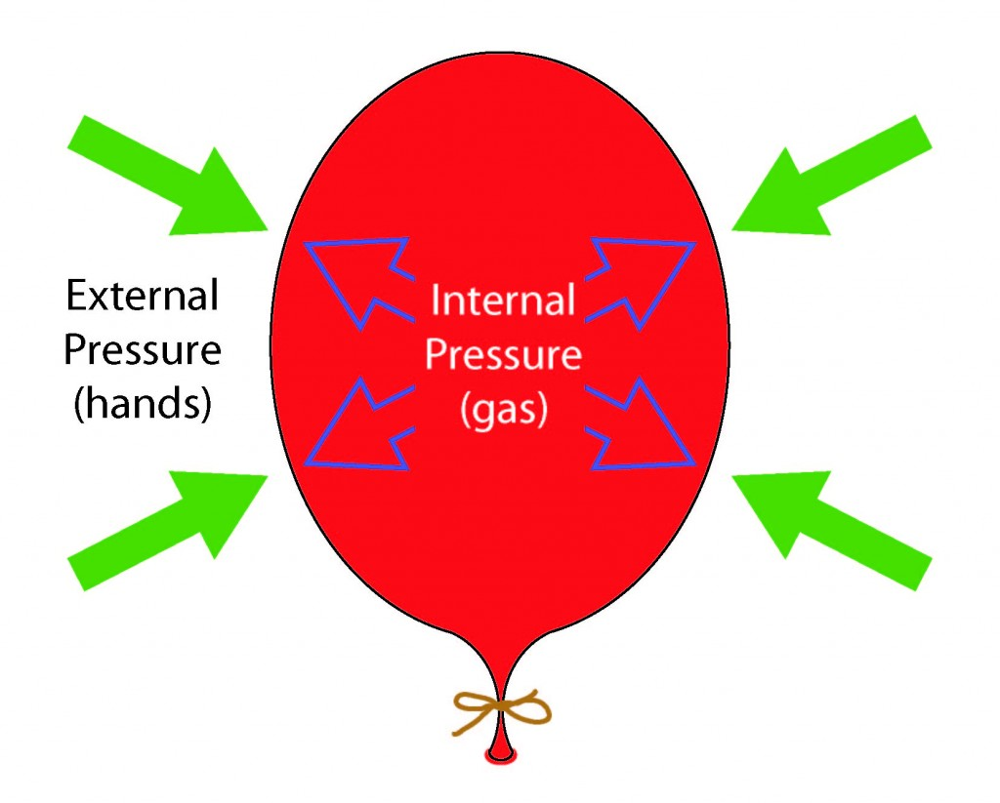 External
Pressure
(hands)
Internal
Pressure
(gas)